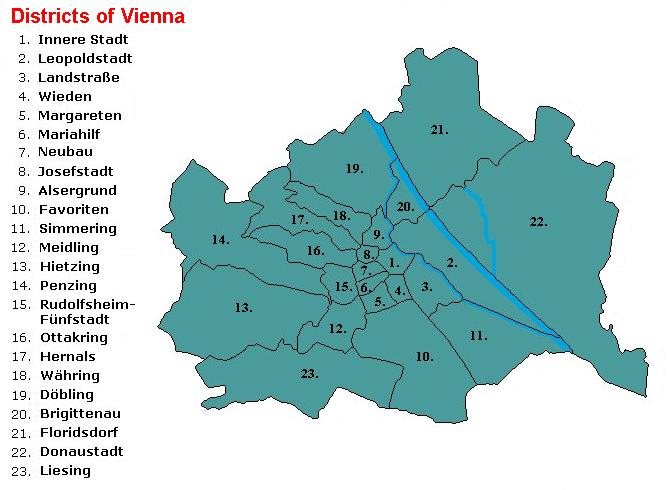 Districts of Vienna
1. Innere Stadt
2. Leopoldstadt
3. Landstraße
4. Wieden
5. Margareten
6. Mariahilf
7. Neubau
8. Josefstadt
9. Alsergrund
10. Favoriten
11. Simmering
12. Meidling
13. Hietzing
14. Penzing
15. Rudolfsheim-
Fünfstadt
16. Ottakring
17. Hernals
18. Währing
19. Döbling
20. Brigittenau
21. Floridsdorf
22. Donaustadt
23. Liesing
21.
19.
20.
18.
17.
22.
9.
14.
16.
8.
1.
2.
7.
15.
6.
4.
3.
5.
13.
12.
11.
10.
23.